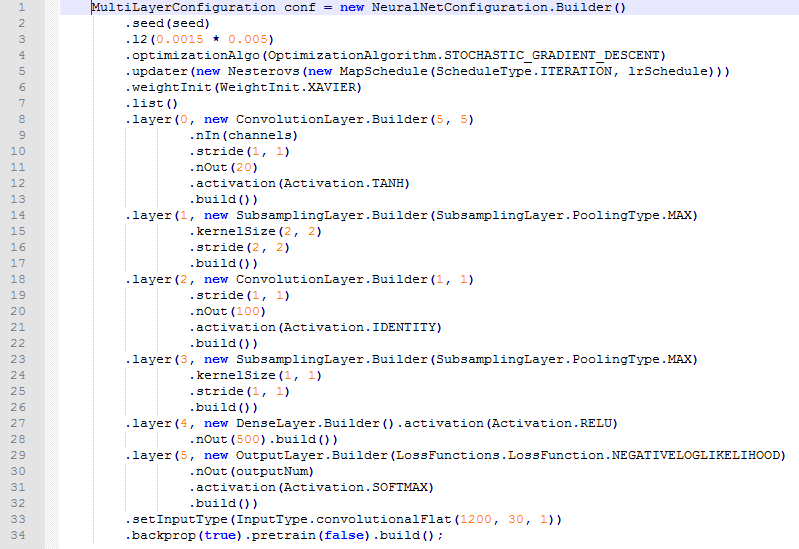 1 MultiLayerConfiguration conf = new NeuralNetConfiguration.Builder()
2 .seed(seed)
3 .l2(0.0015 * 0.005)
4 .optimizationAlgo(OptimizationAlgorithm.STOCHASTIC_GRADIENT_DESCENT)
5 .updater(new Nesterovs(new MapSchedule(ScheduleType.ITERATION, lrSchedule)))
6 .weightInit(WeightInit.XAVIER)
7 .list()
8 .layer(0, new ConvolutionLayer.Builder(5, 5)
9 .nIn(channels)
10 .stride(1, 1)
11 .nOut(20)
12 .activation(Activation.TANH)
13 .build())
14 .layer(1, new SubsamplingLayer.Builder(SubsamplingLayer.PoolingType.MAX)
15 .kernelSize(2, 2)
16 .stride(2, 2)
17 .build())
18 .layer(2, new ConvolutionLayer.Builder(1, 1)
19 .stride(1, 1)
20 .nOut(100)
21 .activation(Activation.IDENTITY)
22 .build())
23 .layer(3, new SubsamplingLayer.Builder(SubsamplingLayer.PoolingType.MAX)
24 .kernelSize(1, 1)
25 .stride(1, 1)
26 .build())
27 .layer(4, new DenseLayer.Builder().activation(Activation.RELU)
28 .nOut(500).build())
29 .layer(5, new OutputLayer.Builder(LossFunctions.LossFunction.NEGATIVELOGLIKELIHOOD)
30 .nOut(outputNum)
31 .activation(Activation.SOFTMAX)
32 .build())
33 .setInputType(InputType.convolutionalFlat(1200, 30, 1))
34 .backprop(true).pretrain(false).build();